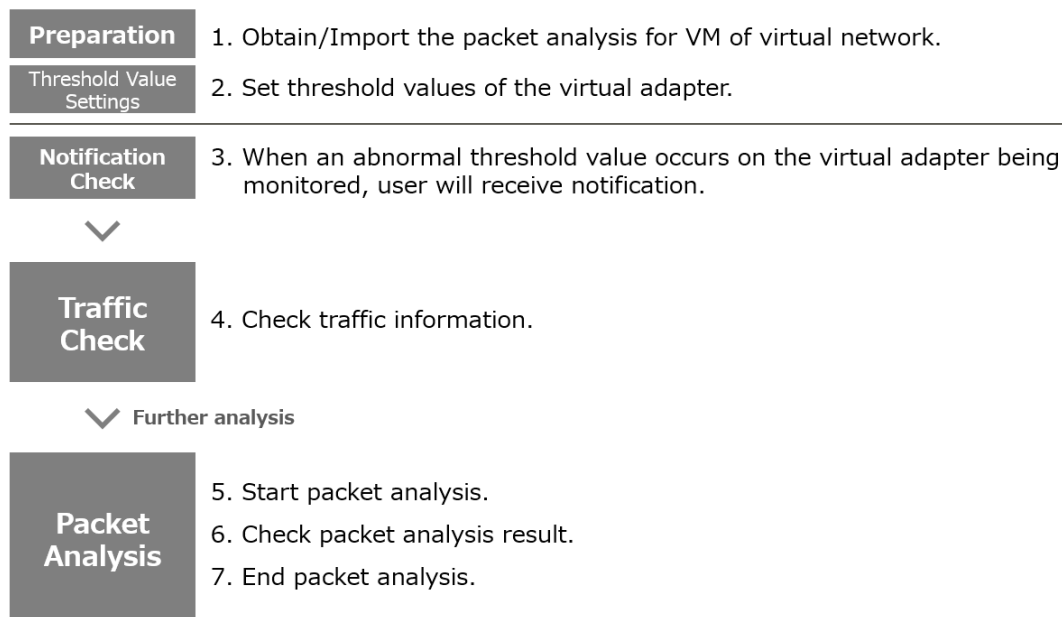 Preparation
1. Obtain/Import the packet analysis for VM of virtual network.
Threshold Value
Settings
2. Set threshold values of the virtual adapter.
Notification
Check
3. When an abnormal threshold value occurs on the virtual adapter being
monitored, user will receive notification.
Traffic
Check
4. Check traffic information.
Further analysis
Packet
Analysis
5. Start packet analysis.
6. Check packet analysis result.
7. End packet analysis.